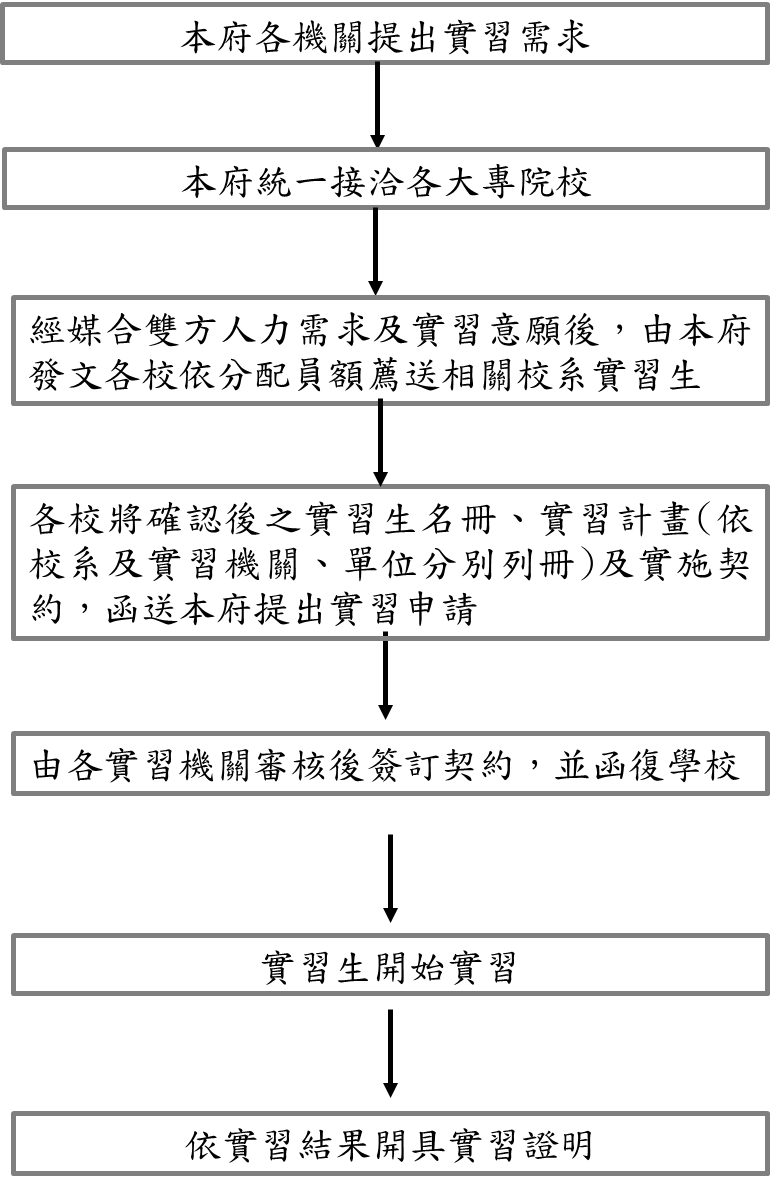 本府各機關提出實習需求
本府統一接洽各大專院校
經媒合雙方人力需求及實習意願後，由本府
發文各校依分配員額薦送相關校系實習生
各校將確認後之實習生名冊、實習計畫(依
校系及實習機關、單位分別列冊)及實施契
約，函送本府提出實習申請
由各實習機關審核後簽訂契約，並函復學校
實習生開始實習
依實習結果開具實習證明